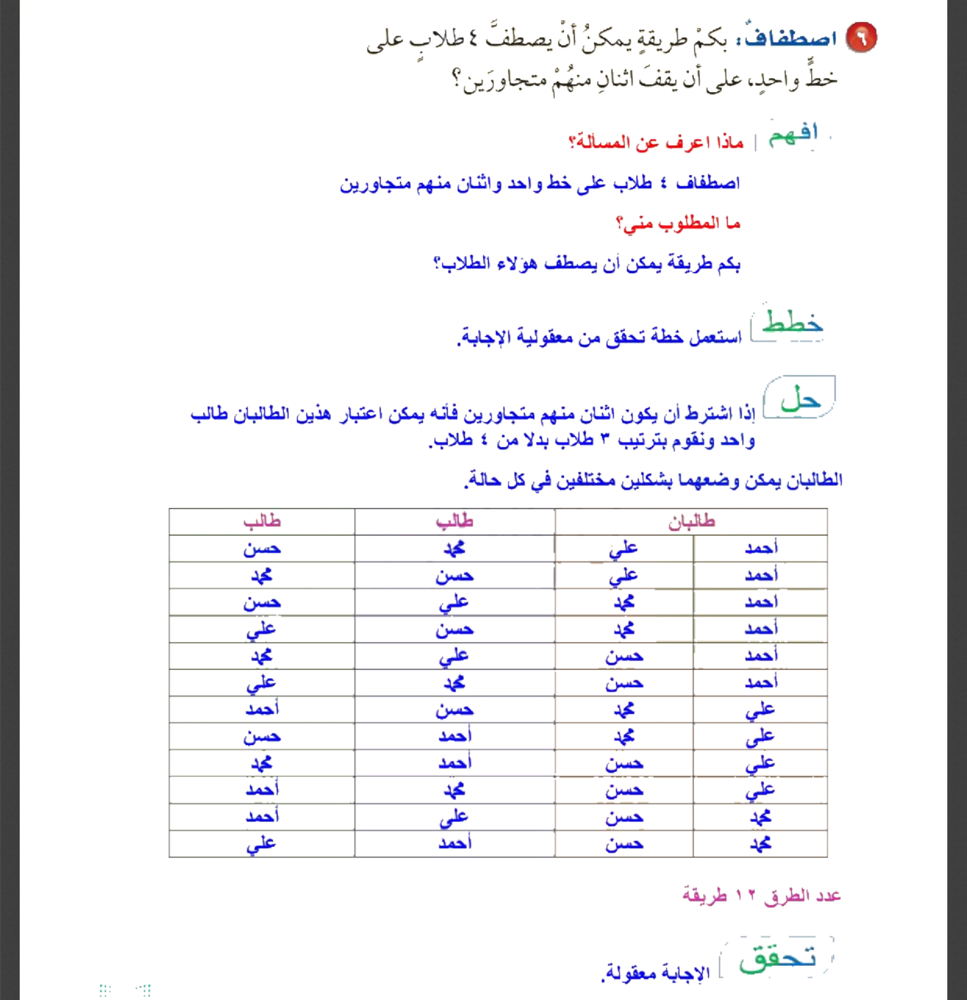 ٦ اصطفافٌ: بكمْ طريقةٍ يمكنُ أنْ يصطفَّ ٤ طلابٍ على
خطٍّ واحدٍ، على أن يقفَ اثنانِ منهُمْ متجاورَين؟
افهم
ماذا اعرف عن المسألة؟
اصطفاف ٤ طلاب على خط واحد واثنان منهم متجاورين
ما المطلوب مني؟
بكم طريقة يمكن أن يصطف هؤلاء الطلاب؟
خطط
استعمل خطة تحقق من معقولية الإجابة.
حل
إذا اشترط أن يكون اثنان منهم متجاورين فأنه يمكن اعتبار هذين الطالبان طالب
واحد ونقوم بترتيب ٣ طلاب بدلا من ٤ طلاب.
الطالبان يمكن وضعهما بشكلين مختلفين في كل حالة.
طالبان طالب طالب
أحمد علي محمد حسن
أحمد علي حسن محمد
احمد محمد علي حسن
أحمد محمد حسن علي
أحمد حسن علي محمد
أحمد حسن محمد علي
علي محمد حسن أحمد
على محمد أحمد حسن
علي حسن أحمد محمد
علي حسن محمد أحمد
محمد حسن على أحمد
محمد حسن أحمد علي
عدد الطرق ١٢ طريقة
تحقق
الإجابة معقولة.